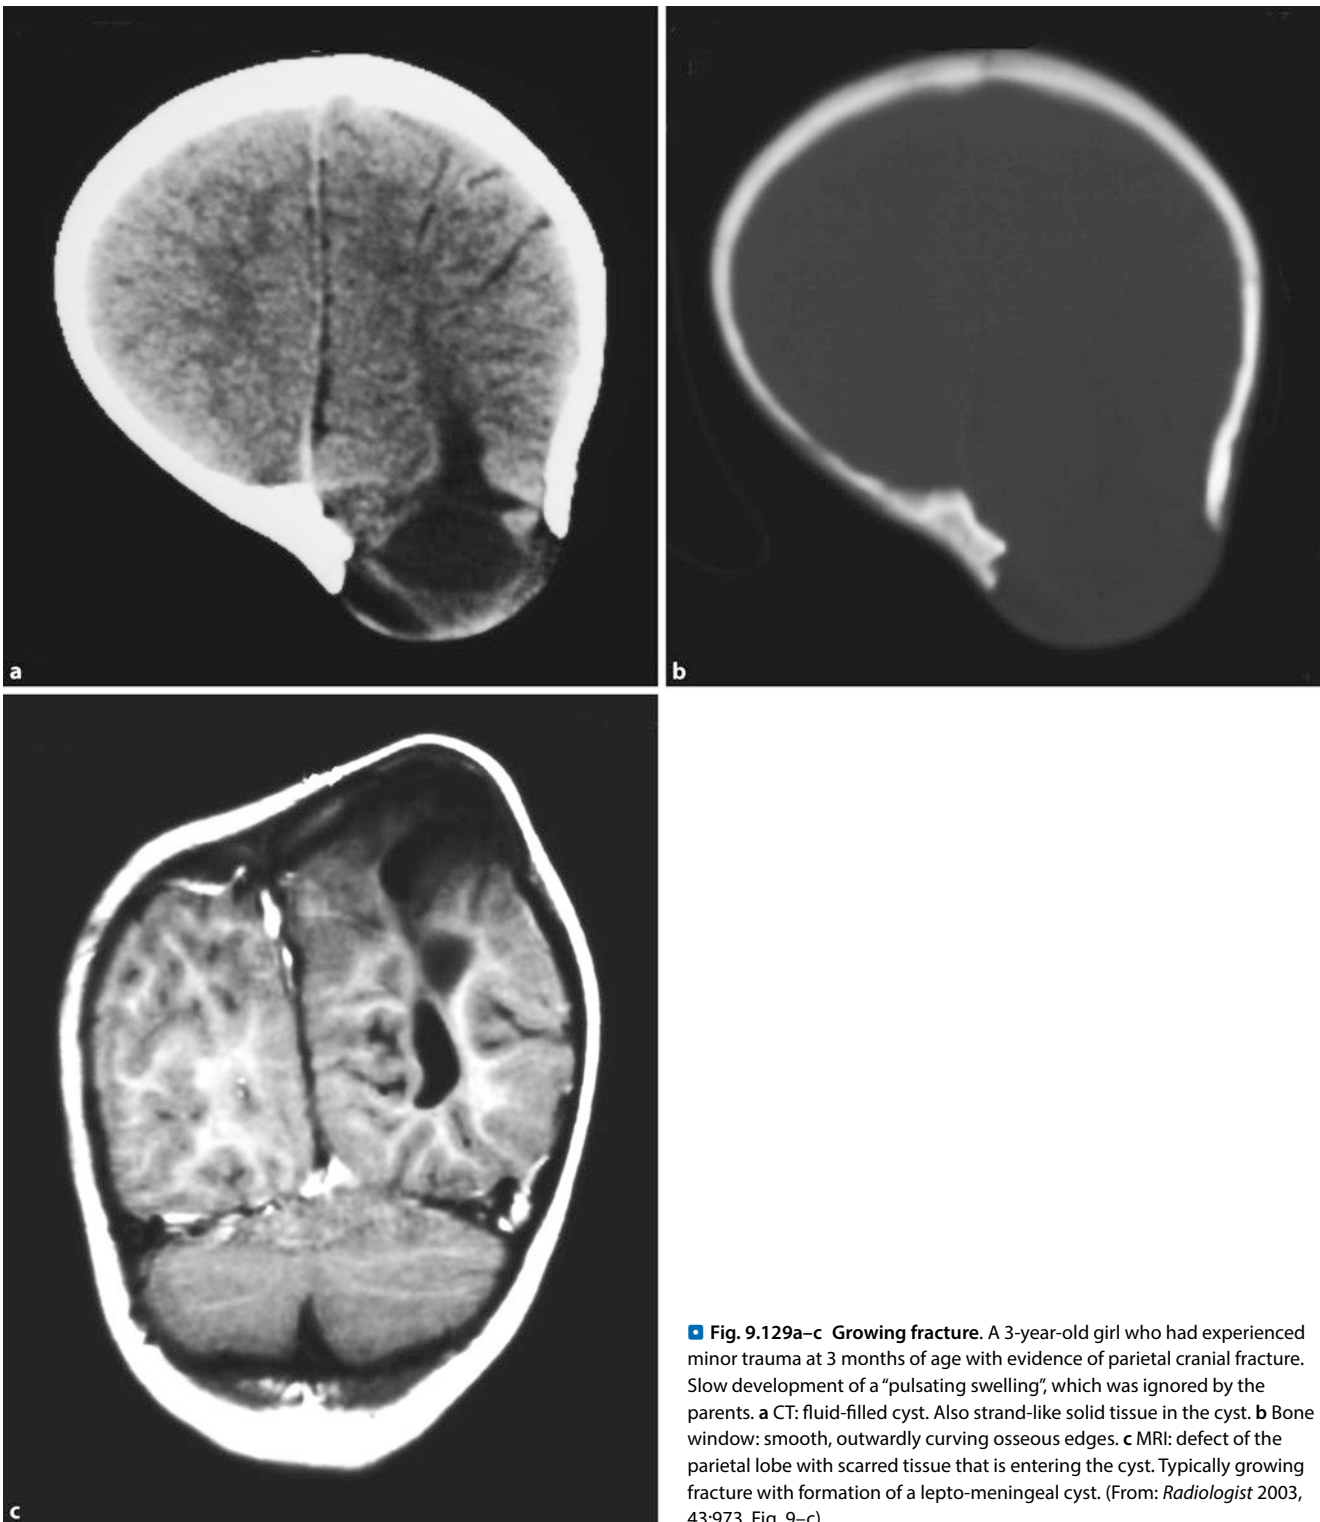 a
b
c
Fig. 9.129a–c Growing fracture. A 3-year-old girl who had experienced
minor trauma at 3 months of age with evidence of parietal cranial fracture.
Slow development of a “pulsating swelling”, which was ignored by the
parents. a CT: fluid-filled cyst. Also strand-like solid tissue in the cyst. b Bone
window: smooth, outwardly curving osseous edges. c MRI: defect of the
parietal lobe with scarred tissue that is entering the cyst. Typically growing
fracture with formation of a lepto-meningeal cyst. (From: Radiologist 2003,
43:973, Fig. 9–c)